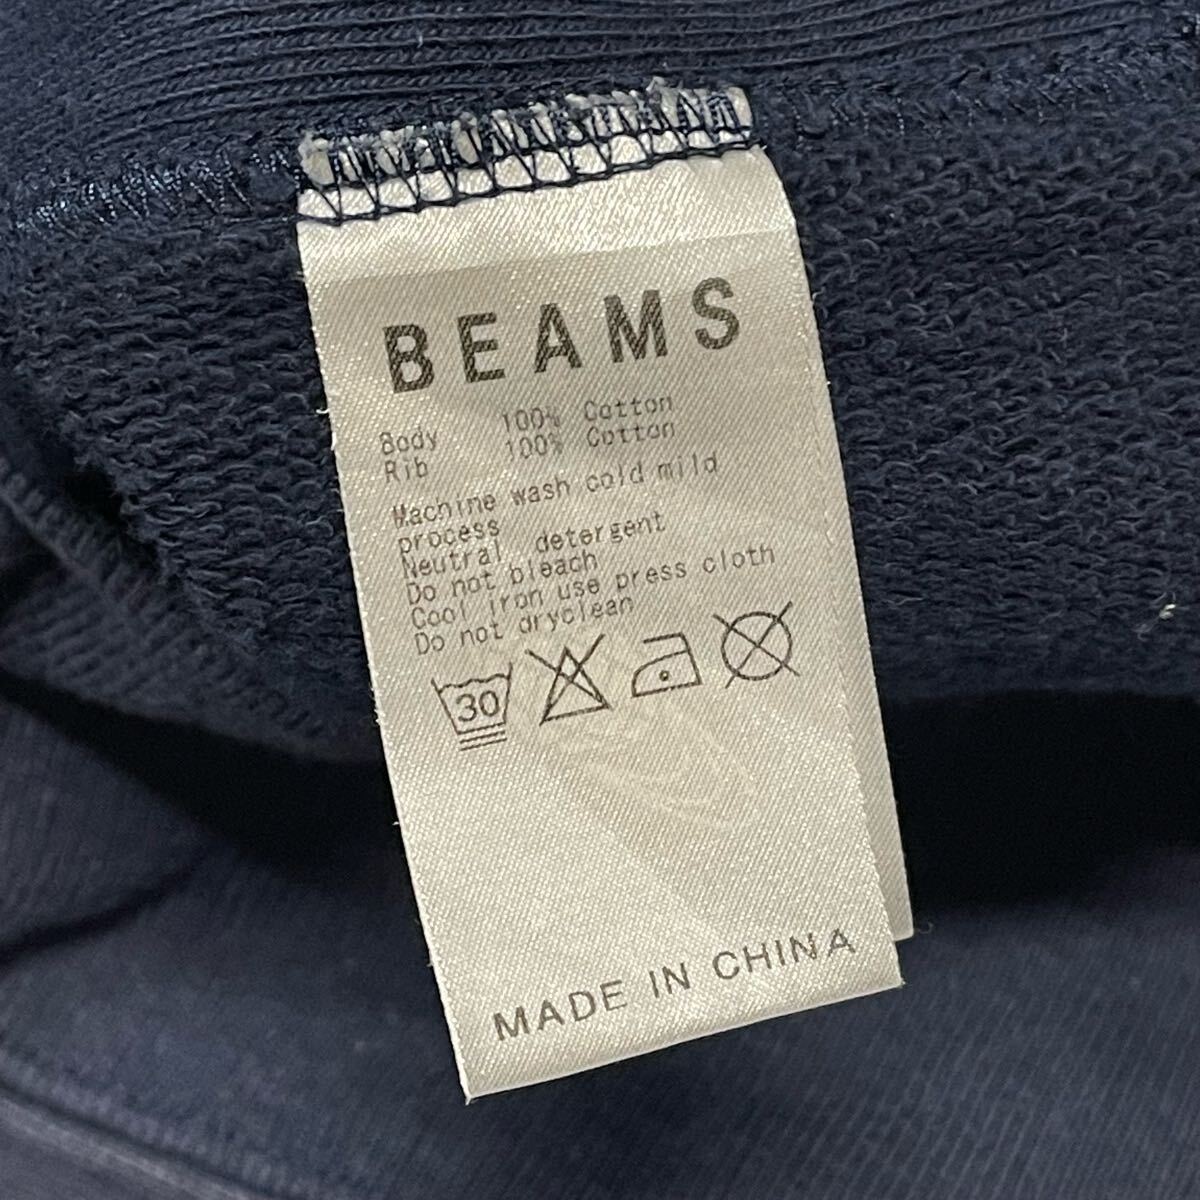 BEAMS
Body 100% Cotton
Rib 100% Cotton
Machine wash cold mild
process
Neutral detergent
Do not bleach
Cool iron use press cloth
Do not dryclean
30
MADE IN CHINA